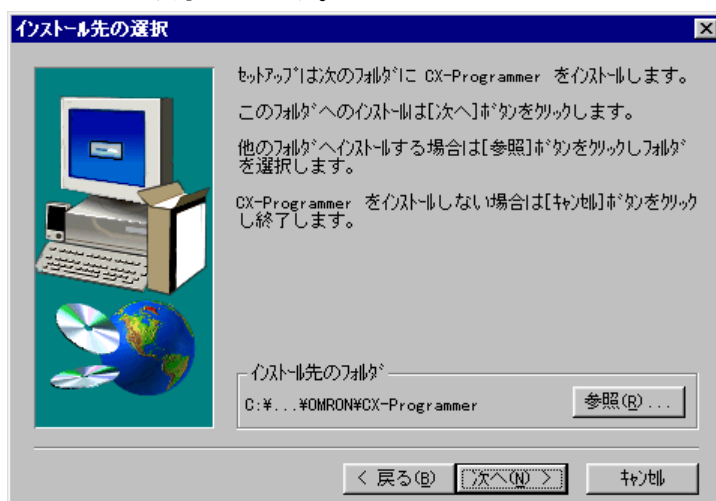 インストール先の選択
ｾｯﾄｱｯﾌﾟは次のﾌｫﾙﾀﾞに CX-Programmer をｲﾝｽﾄｰﾙします。
このﾌｫﾙﾀﾞへのｲﾝｽﾄｰﾙは[次へ]ﾎﾞﾀﾝをｸﾘｯｸします。
他のﾌｫﾙﾀﾞへｲﾝｽﾄｰﾙする場合は[参照]ﾎﾞﾀﾝをｸﾘｯｸしﾌｫﾙﾀﾞ
を選択します。
CX-Programmer をｲﾝｽﾄｰﾙしない場合は[ｷｬﾝｾﾙ]ﾎﾞﾀﾝをｸﾘｯｸ
し終了します。
ｲﾝｽﾄｰﾙ先のﾌｫﾙﾀﾞ
C:¥...¥OMRON¥CX-Programmer
参照(R)...
< 戻る(B)
次へ(N) >
ｷｬﾝｾﾙ